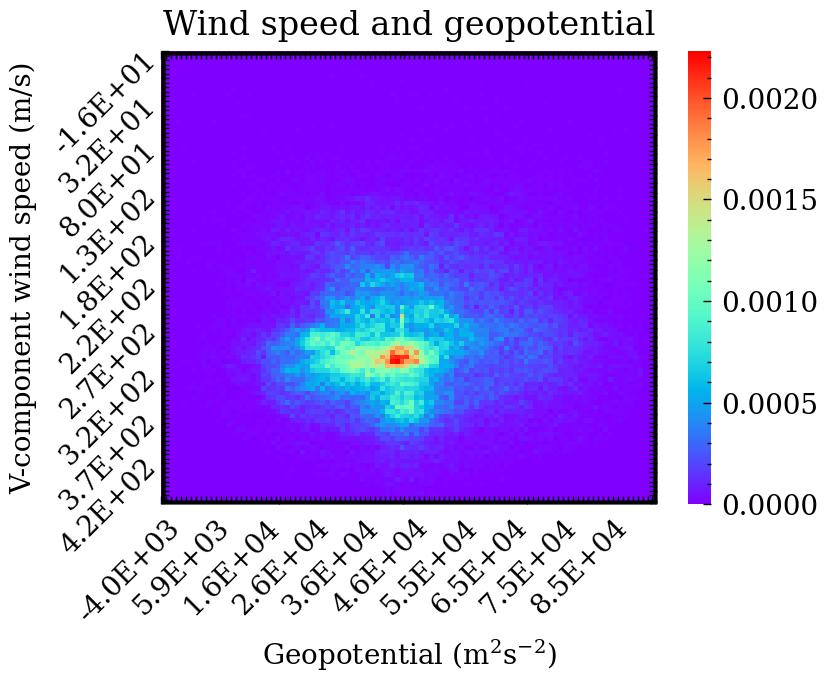 Wind speed and geopotential
V-component wind speed (m/s)
-1.6E+01
3.2E+01
8.0E+01
1.3E+02
1.8E+02
2.2E+02
2.7E+02
3.2E+02
3.7E+02
4.2E+02
-4.0E+03
5.9E+03
1.6E+04
2.6E+04
3.6E+04
4.6E+04
5.5E+04
6.5E+04
7.5E+04
8.5E+04
Geopotential (m²s⁻²)
0.0020
0.0015
0.0010
0.0005
0.0000